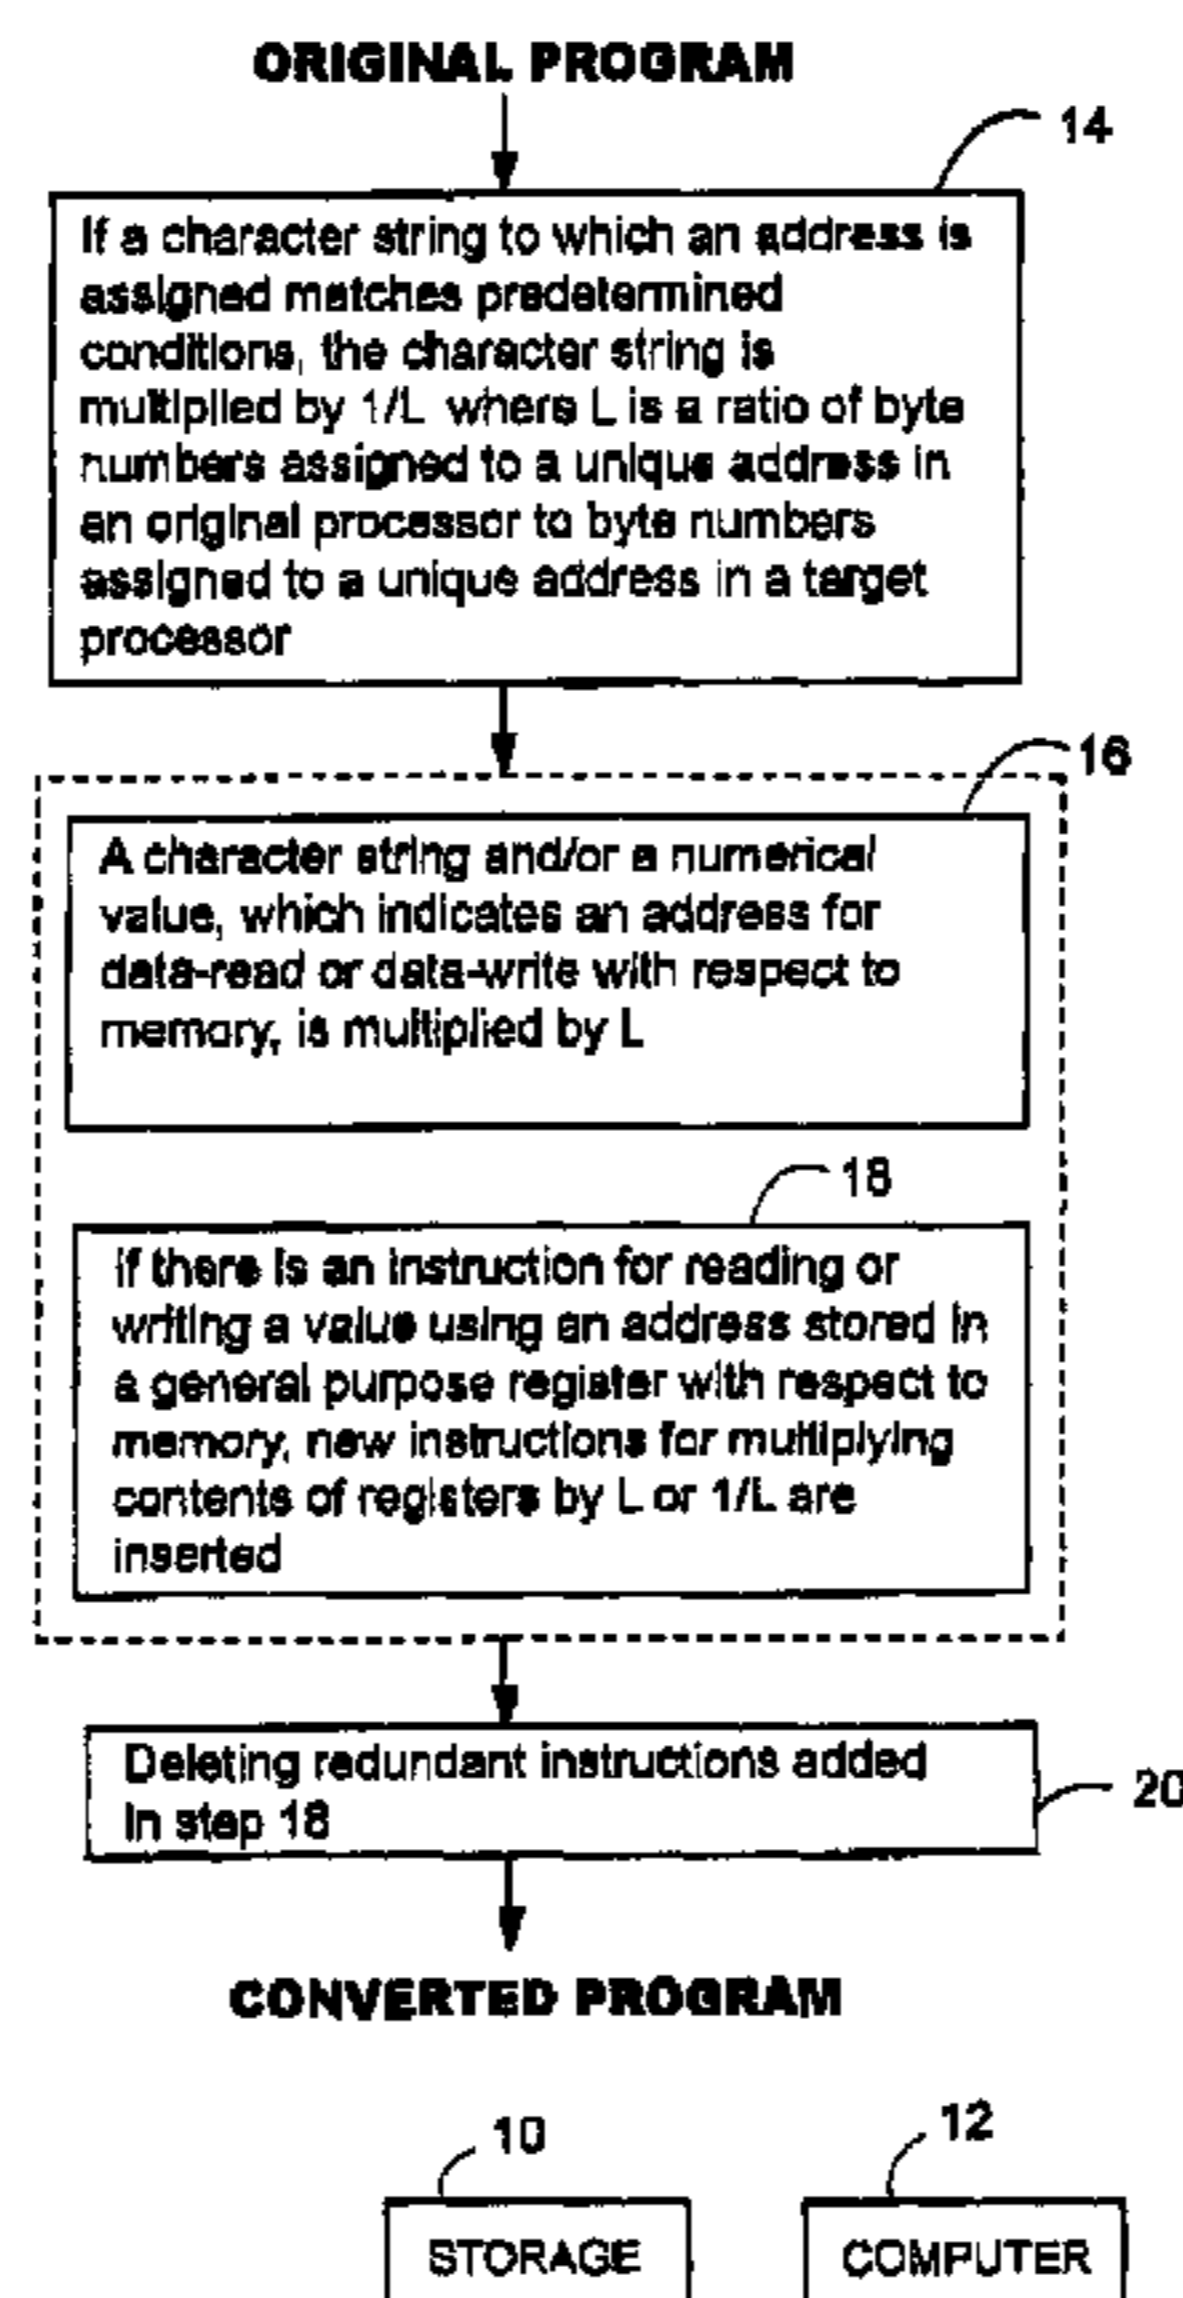 ORIGINAL PROGRAM
14
If a character string to which an address is
assigned matches predetermined
conditions, the character string is
multiplied by 1/L where L is a ratio of byte
numbers assigned to a unique address in
an original processor to byte numbers
assigned to a unique address in a target
processor
16
A character string and/or a numerical
value, which indicates an address for
data-read or data-write with respect to
memory, is multiplied by L
18
If there is an instruction for reading or
writing a value using an address stored in
a general purpose register with respect to
memory, new instructions for multiplying
contents of registers by L or 1/L are
inserted
Deleting redundant instructions added
in step 18
20
CONVERTED PROGRAM
10
12
STORAGE
COMPUTER